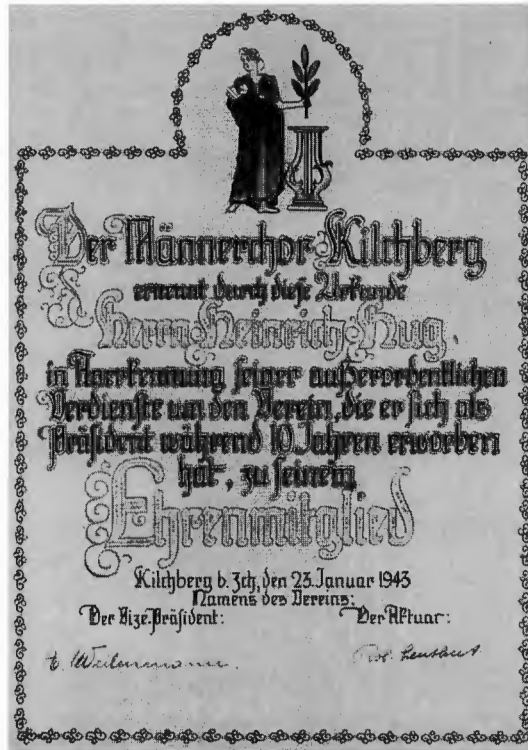 Der Männerchor Kilchberg
ernennt durch diese Urkunde
Herrn Heinrich Hug,
in Anerkennung seiner außerordentlichen
Verdienste um den Verein, die er sich als
Präsident während 10 Jahren erworben
hat, zu seinem
Ehrenmitglied
Kilchberg b. Zch, den 23. Januar 1943
Namens des Vereins:
Der Vize-Präsident: Der Aktuar:
E. Weilenmann.